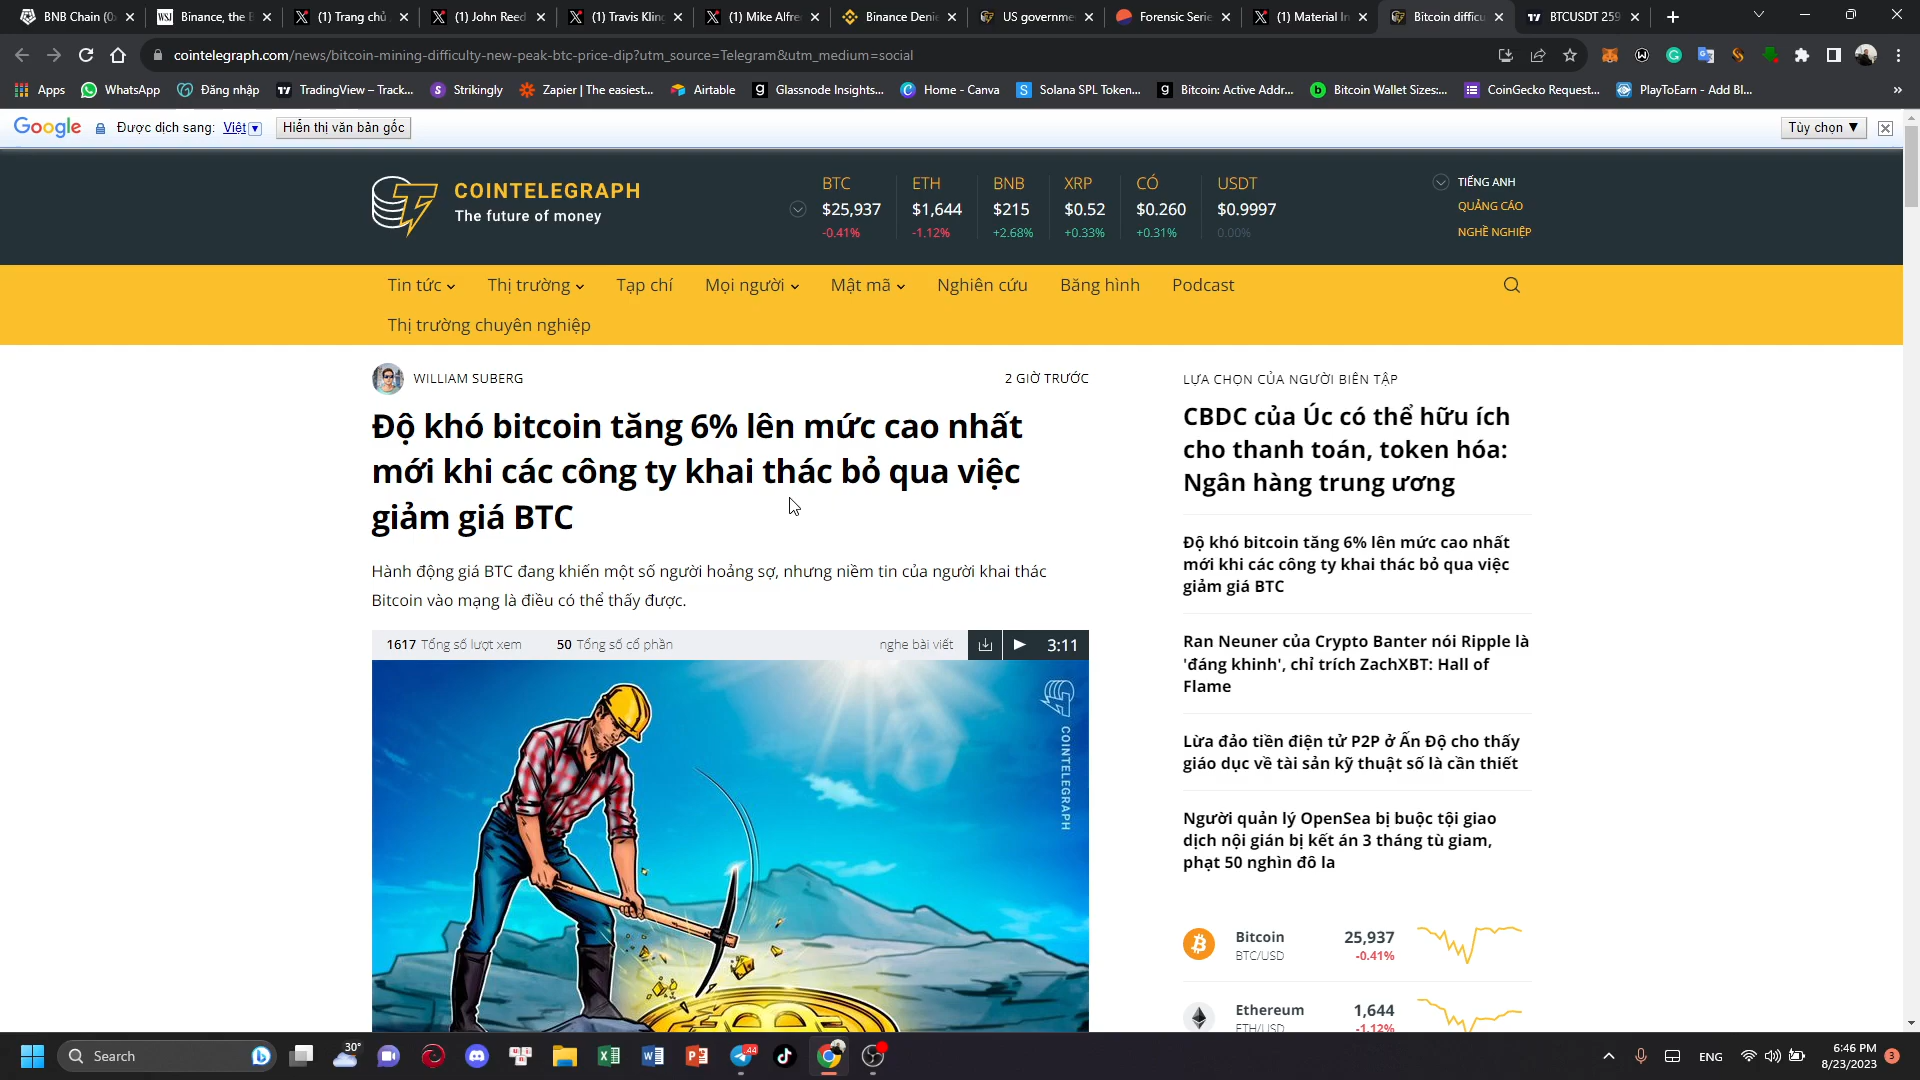 BNB Chain (0x
Binance, the B
(1) Trang chủ
(1) John Reed
(1) Travis Kling
(1) Mike Alfre
Binance Denie
US governme
Forensic Serie
(1) Material In
Bitcoin difficu
BTCUSDT 259
cointelegraph.com/news/bitcoin-mining-difficulty-new-peak-btc-price-dip?utm_source=Telegram&utm_medium=social
Apps
WhatsApp
Đăng nhập
TradingView – Track...
Strikingly
Zapier | The easiest...
Airtable
Glassnode Insights...
Home - Canva
Solana SPL Token...
Bitcoin: Active Addr...
Bitcoin Wallet Sizes:...
CoinGecko Request...
PlayToEarn - Add Bl...
Google Được dịch sang: Việt Hiển thị văn bản gốc Tùy chọn ▼
COINTELEGRAPH
The future of money
BTC ETH BNB XRP CÓ USDT
$25,937 $1,644 $215 $0.52 $0.260 $0.9997
-0.41% -1.12% +2.68% +0.33% +0.31% 0.00%
TIẾNG ANH
QUẢNG CÁO
NGHỀ NGHIỆP
Tin tức Thị trường Tạp chí Mọi người Mật mã Nghiên cứu Băng hình Podcast
Thị trường chuyên nghiệp
WILLIAM SUBERG 2 GIỜ TRƯỚC
Độ khó bitcoin tăng 6% lên mức cao nhất
mới khi các công ty khai thác bỏ qua việc
giảm giá BTC
Hành động giá BTC đang khiến một số người hoảng sợ, nhưng niềm tin của người khai thác
Bitcoin vào mạng là điều có thể thấy được.
1617 Tổng số lượt xem 50 Tổng số cổ phần nghe bài viết 3:11
COINTELEGRAPH
LỰA CHỌN CỦA NGƯỜI BIÊN TẬP
CBDC của Úc có thể hữu ích
cho thanh toán, token hóa:
Ngân hàng trung ương
Độ khó bitcoin tăng 6% lên mức cao nhất
mới khi các công ty khai thác bỏ qua việc
giảm giá BTC
Ran Neuner của Crypto Banter nói Ripple là
'đáng khinh', chỉ trích ZachXBT: Hall of
Flame
Lừa đảo tiền điện tử P2P ở Ấn Độ cho thấy
giáo dục về tài sản kỹ thuật số là cần thiết
Người quản lý OpenSea bị buộc tội giao
dịch nội gián bị kết án 3 tháng tù giam,
phạt 50 nghìn đô la
Bitcoin 25,937
BTC/USD -0.41%
Ethereum 1,644
ETH/USD -1.12%
Search
30°
44
ENG
6:46 PM
8/23/2023
3